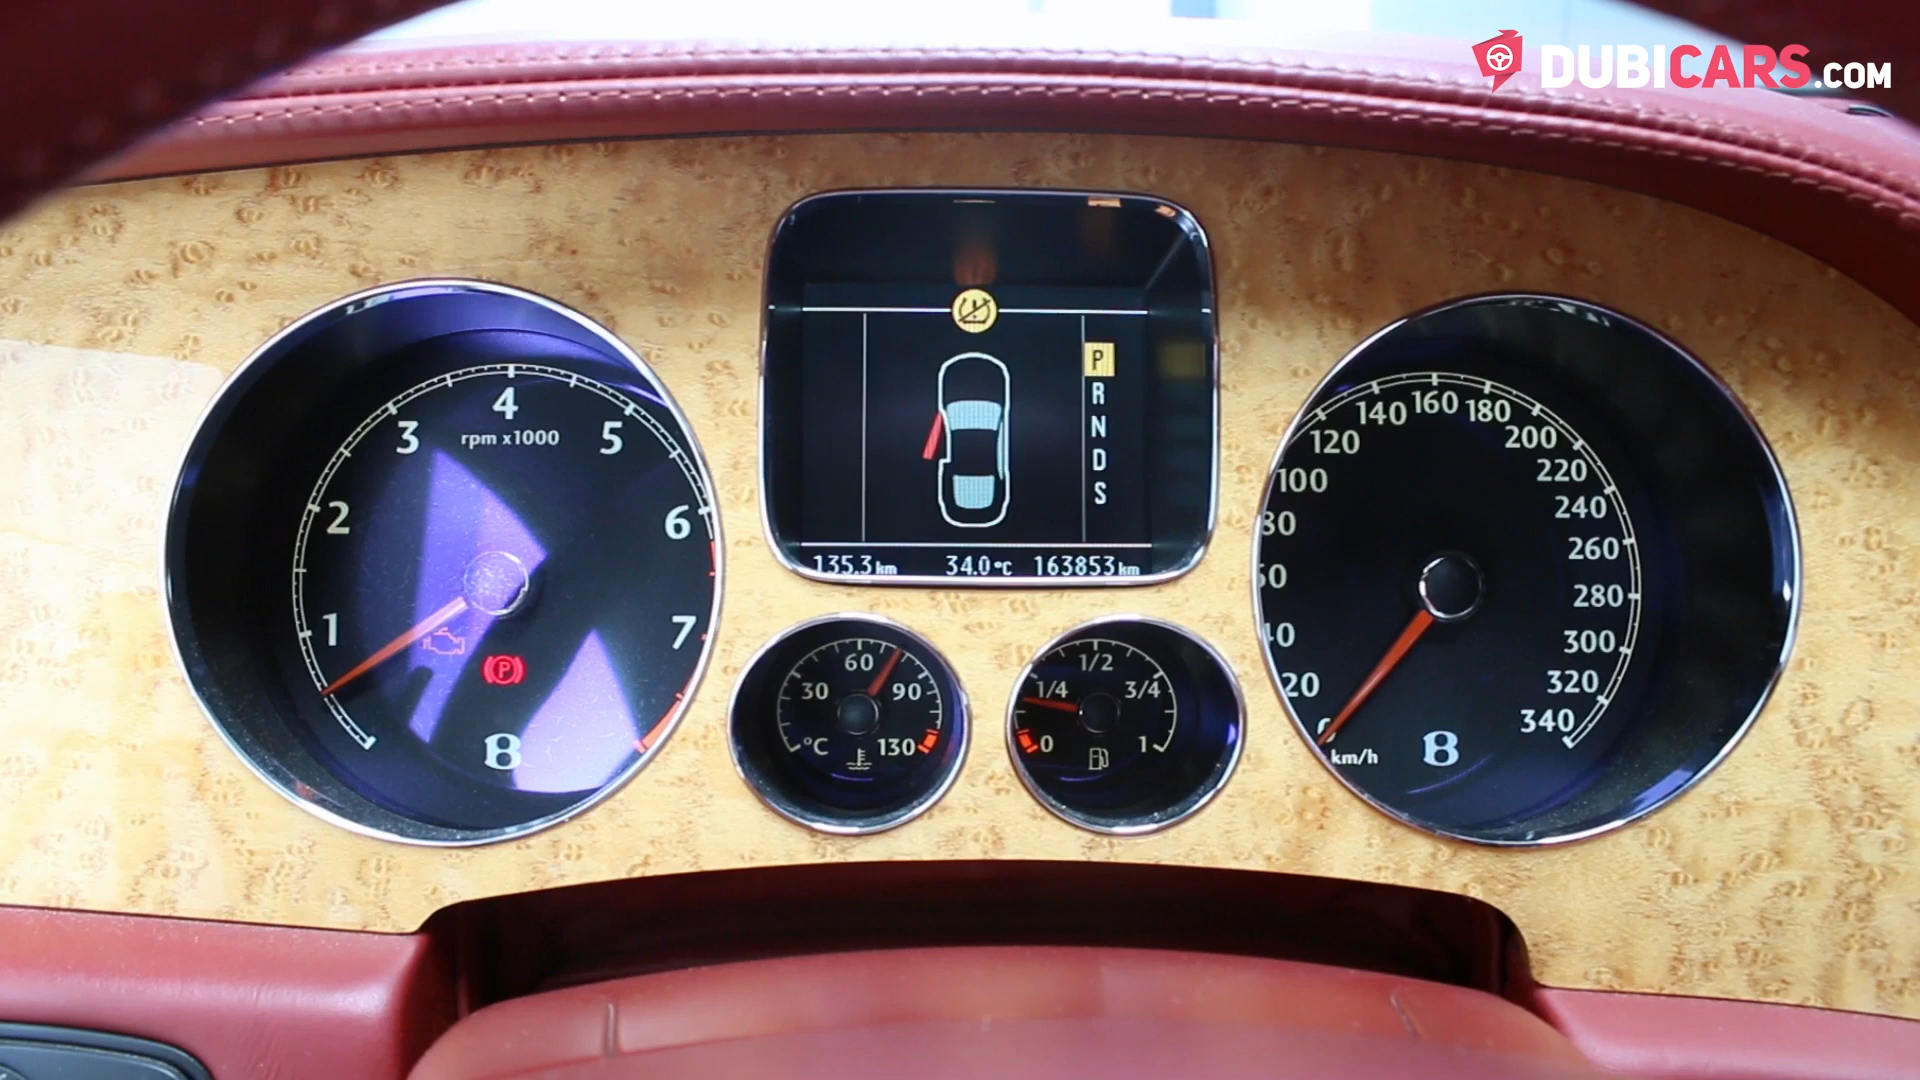 DUBICARS.COM
4
3
rpm x1000
5
2
6
1
7
P
B
P
R
N
D
S
135.3 km 34.0 °C 163853 km
60
30
90
°C
130
1/2
1/4
3/4
0
1
140 160 180
120
200
100
220
80
240
260
280
20
300
320
340
km/h
B